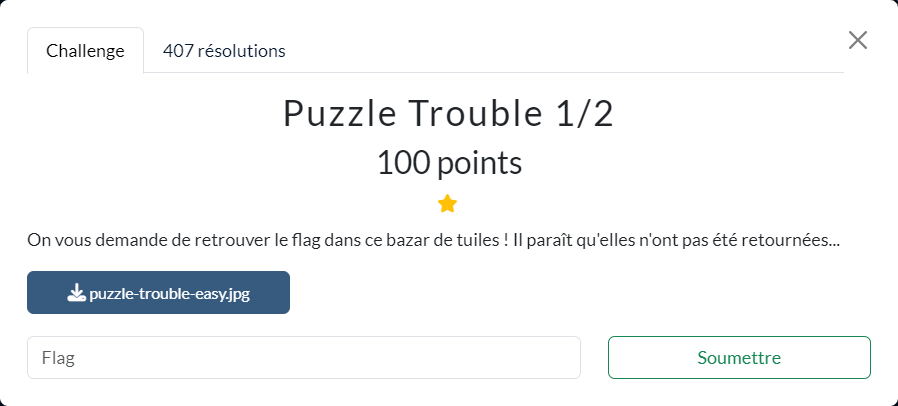 Challenge
407 résolutions
Puzzle Trouble 1/2
100 points
On vous demande de retrouver le flag dans ce bazar de tuiles ! Il paraît qu'elles n'ont pas été retournées...
puzzle-trouble-easy.jpg
Flag
Soumettre